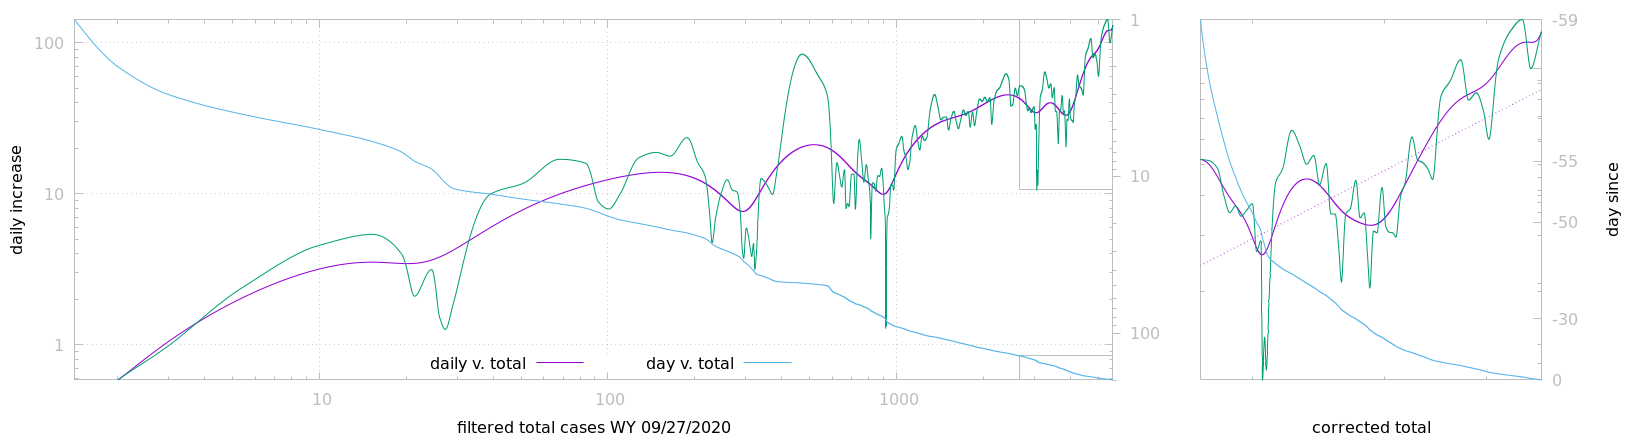 daily increase
100
10
1
daily v. total
day v. total
10
100
1000
filtered total cases WY 09/27/2020
1
10
100
-59
-55
-50
-30
0
day since
corrected total